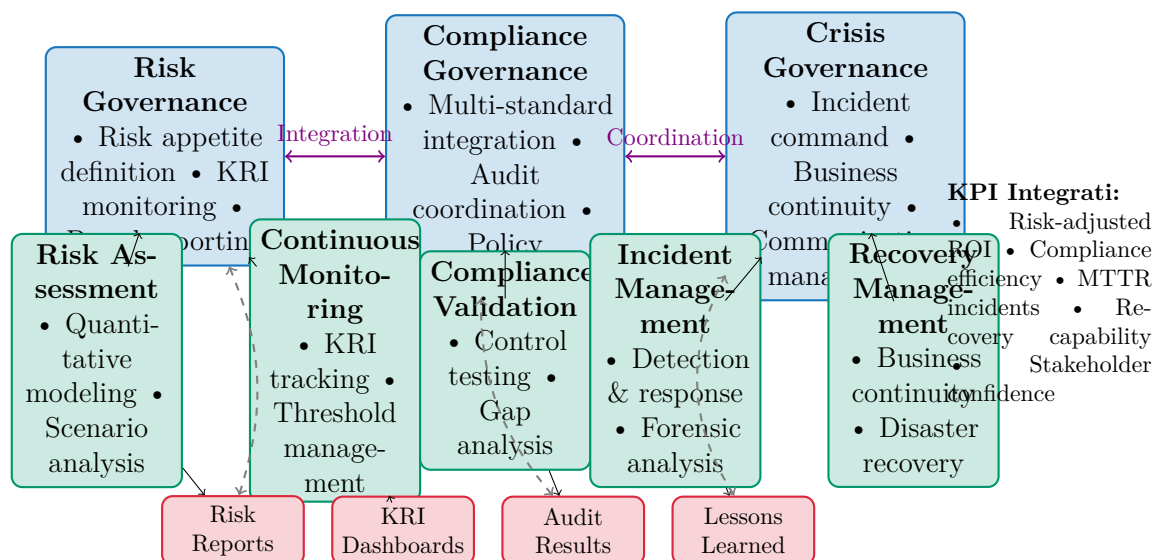 Risk
Governance
• Risk appetite
definition • KRI
monitoring •
Integration
Compliance
Governance
• Multi-standard
integration •
Audit
coordination •
Policy
Coordination
Crisis
Governance
• Incident
command •
Business
continuity •
KPI Integrati:
• Risk-adjusted
ROI • Compliance
efficiency • MTTR
incidents • Re-
covery capability
• Stakeholder
confidence
Risk As-
sessment
• Quanti-
tative
modeling •
Scenario
analysis
Continuous
Monito-
ring
• KRI
tracking •
Threshold
manage-
ment
Compliance
Validation
• Control
testing •
Gap
analysis
Incident
Manage-
ment
• Detection
& response
• Forensic
analysis
Recovery
Manage-
ment
• Business
continuity
• Disaster
recovery
Risk
Reports
KRI
Dashboards
Audit
Results
Lessons
Learned